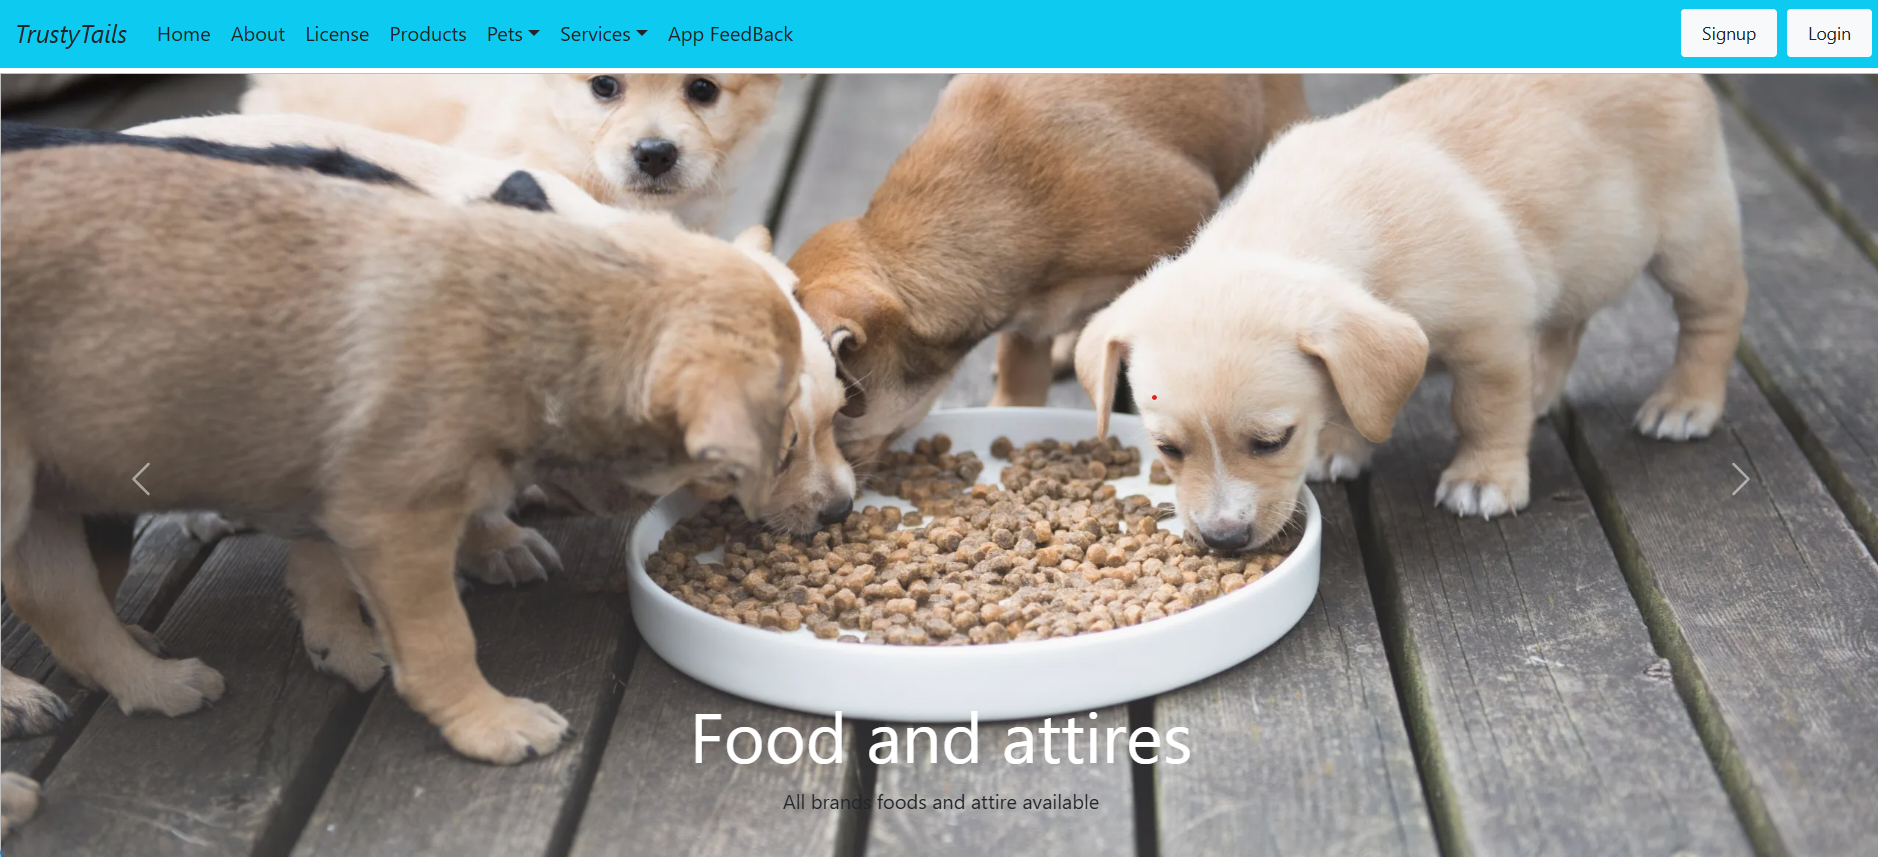 TrustyTails Home About License Products Pets Services App FeedBack Signup Login
Food and attires
All brands foods and attire available